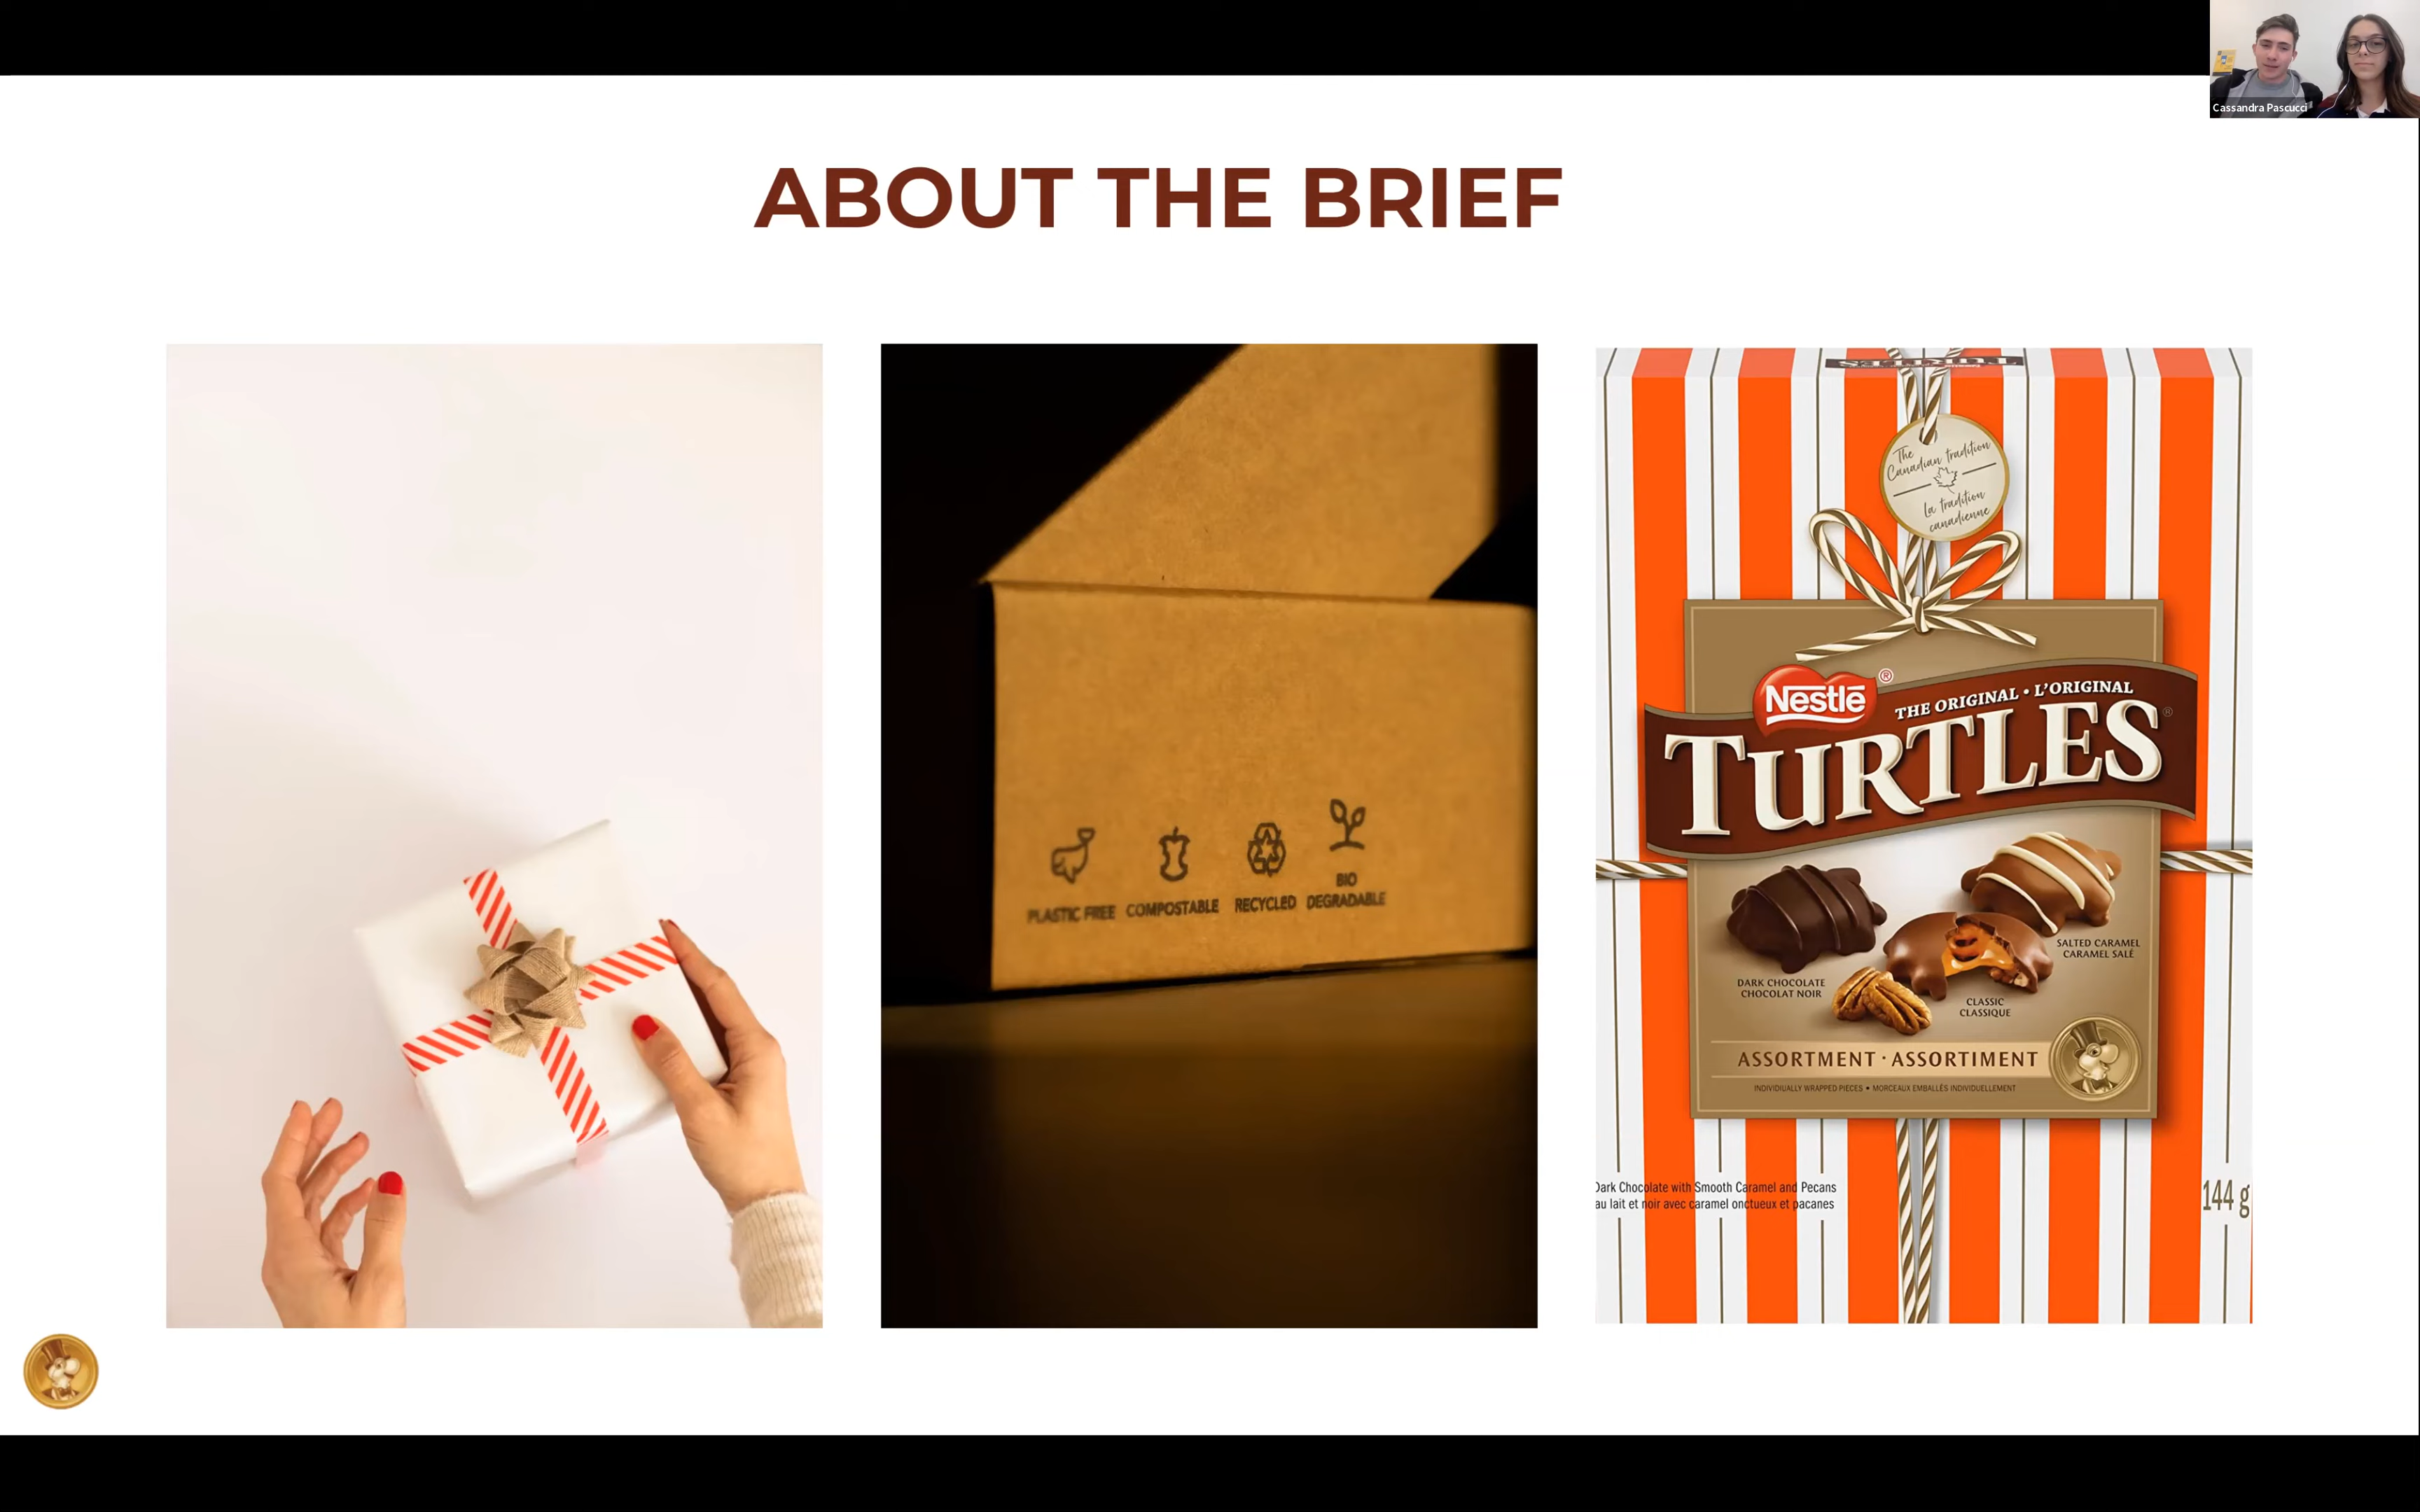 Cassandra Pascucci
ABOUT THE BRIEF
PLASTIC FREE
COMPOSTABLE
RECYCLED
BIO
DEGRADABLE
TURTLES
The
Canadian tradition
La tradition
canadienne
Nestlé ®
THE ORIGINAL • L'ORIGINAL
TURTLES®
DARK CHOCOLATE
CHOCOLAT NOIR
SALTED CARAMEL
CARAMEL SALÉ
CLASSIC
CLASSIQUE
ASSORTMENT · ASSORTIMENT
INDIVIDUALLY WRAPPED PIECES • MORCEAUX EMBALLÉS INDIVIDUELLEMENT
Dark Chocolate with Smooth Caramel and Pecans
au lait et noir avec caramel onctueux et pacanes
144 g